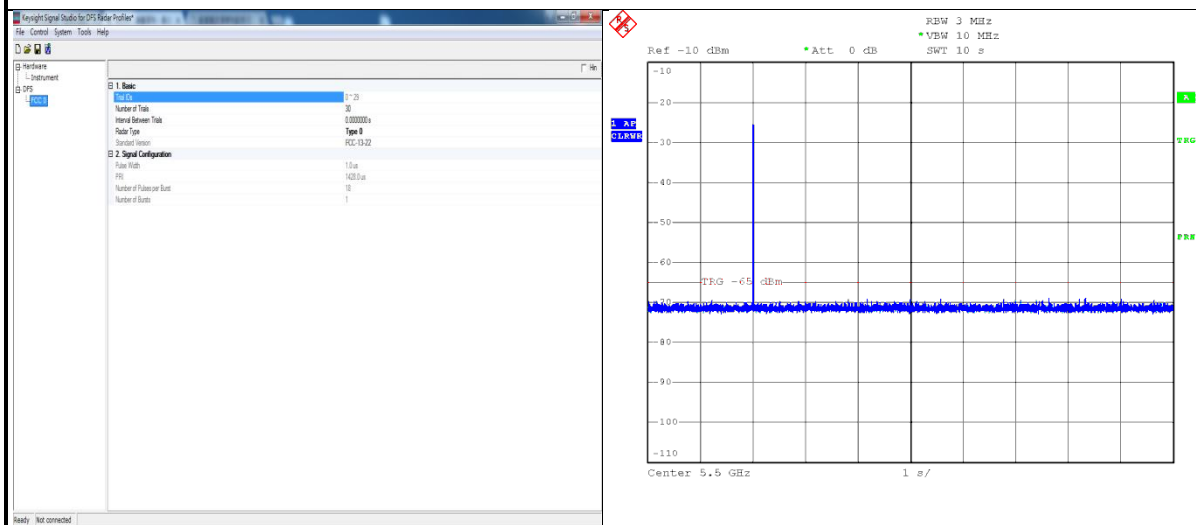 Keysight Signal Studio for DFS Radar Profiles*
File Control System Tools Help
Hardware
Instrument
DFS
FCC 0
Hin
1. Basic
Trial IDs 0 ~ 29
Number of Trials 30
Interval Between Trials 0.0000000 s
Radar Type Type 0
Standard Version FCC-13-22
2. Signal Configuration
Pulse Width 1.0 us
PRI 1428.0 us
Number of Pulses per Burst 18
Number of Bursts 1
Ready Not connected
R S
RBW 3 MHz
*VBW 10 MHz
Ref -10 dBm *Att 0 dB SWT 10 s
-10
-20
A
1 AP
CLRWR
-30
TRG
-40
-50
PRN
-60
TRG -65 dBm
-70
-80
-90
-100
-110
Center 5.5 GHz 1 s/